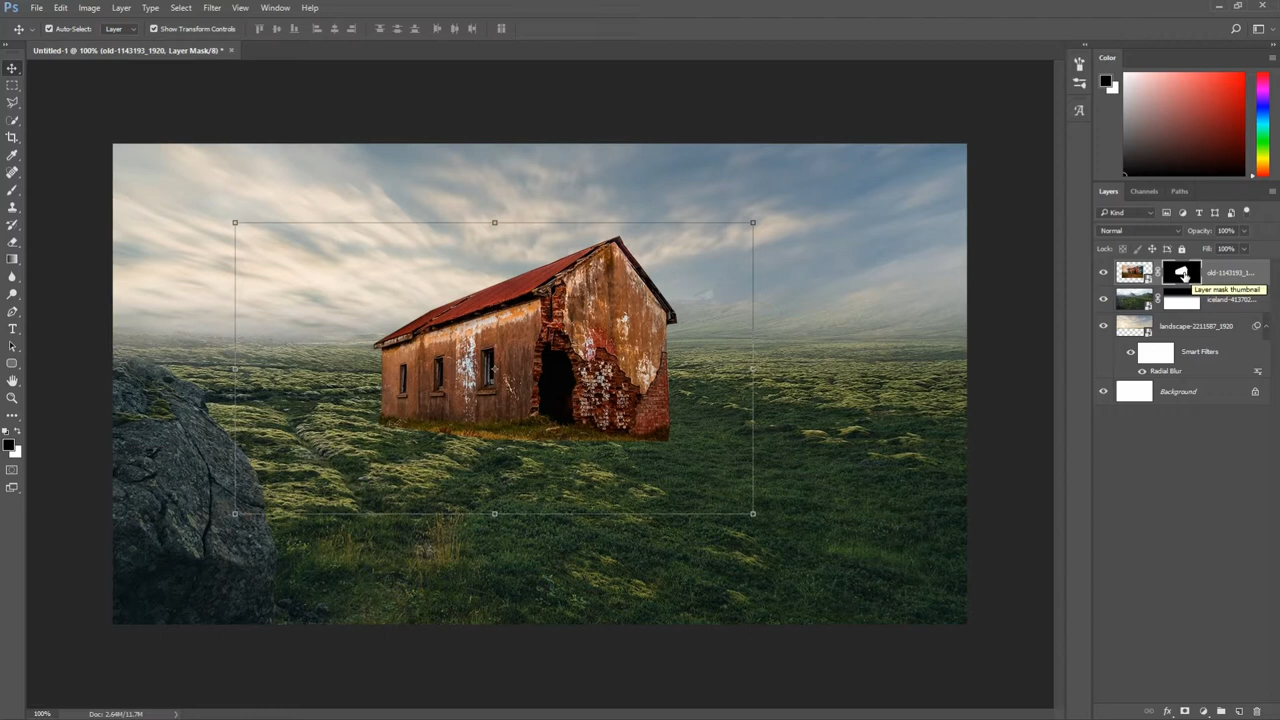 Ps File Edit Image Layer Type Select Filter View Window Help
Auto-Select: Layer Show Transform Controls
Untitled-1 @ 100% (old-1143193_1920, Layer Mask/8) *
Color
Layers Channels Paths
Kind
Normal Opacity: 100%
Lock: Fill: 100%
old-1143193_1...
Layer mask thumbnail
iceland-413702...
landscape-2211587_1920
Smart Filters
Radial Blur
Background
100% Doc: 2,64M/11,7M